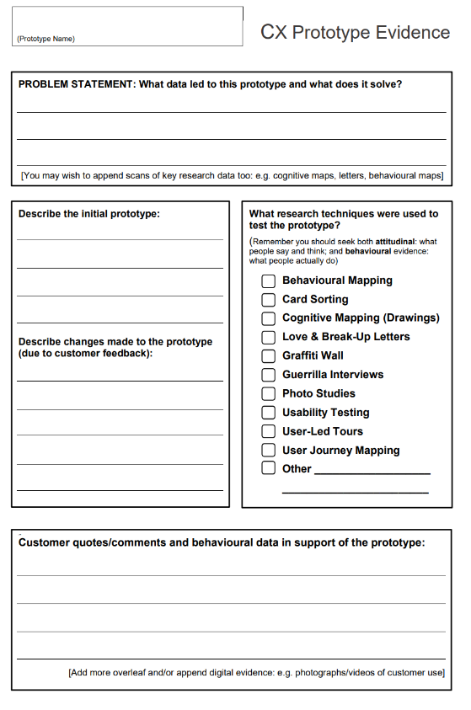 CX Prototype Evidence
(Prototype Name)
PROBLEM STATEMENT: What data led to this prototype and what does it solve?
[You may wish to append scans of key research data too: e.g. cognitive maps, letters, behavioural maps]
Describe the initial prototype:
Describe changes made to the prototype
(due to customer feedback):
What research techniques were used to
test the prototype?
(Remember you should seek both attitudinal: what
people say and think; and behavioural evidence:
what people actually do)
Behavioural Mapping
Card Sorting
Cognitive Mapping (Drawings)
Love & Break-Up Letters
Graffiti Wall
Guerrilla Interviews
Photo Studies
Usability Testing
User-Led Tours
User Journey Mapping
Other
Customer quotes/comments and behavioural data in support of the prototype:
[Add more overleaf and/or append digital evidence: e.g. photographs/videos of customer use]